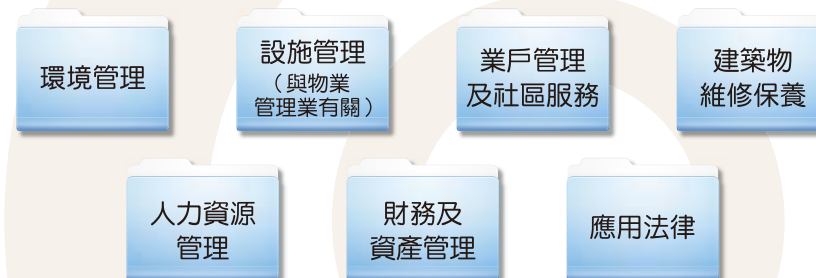 環境管理
設施管理
（與物業
管理業有關）
業戶管理
及社區服務
建築物
維修保養
人力資源
管理
財務及
資產管理
應用法律